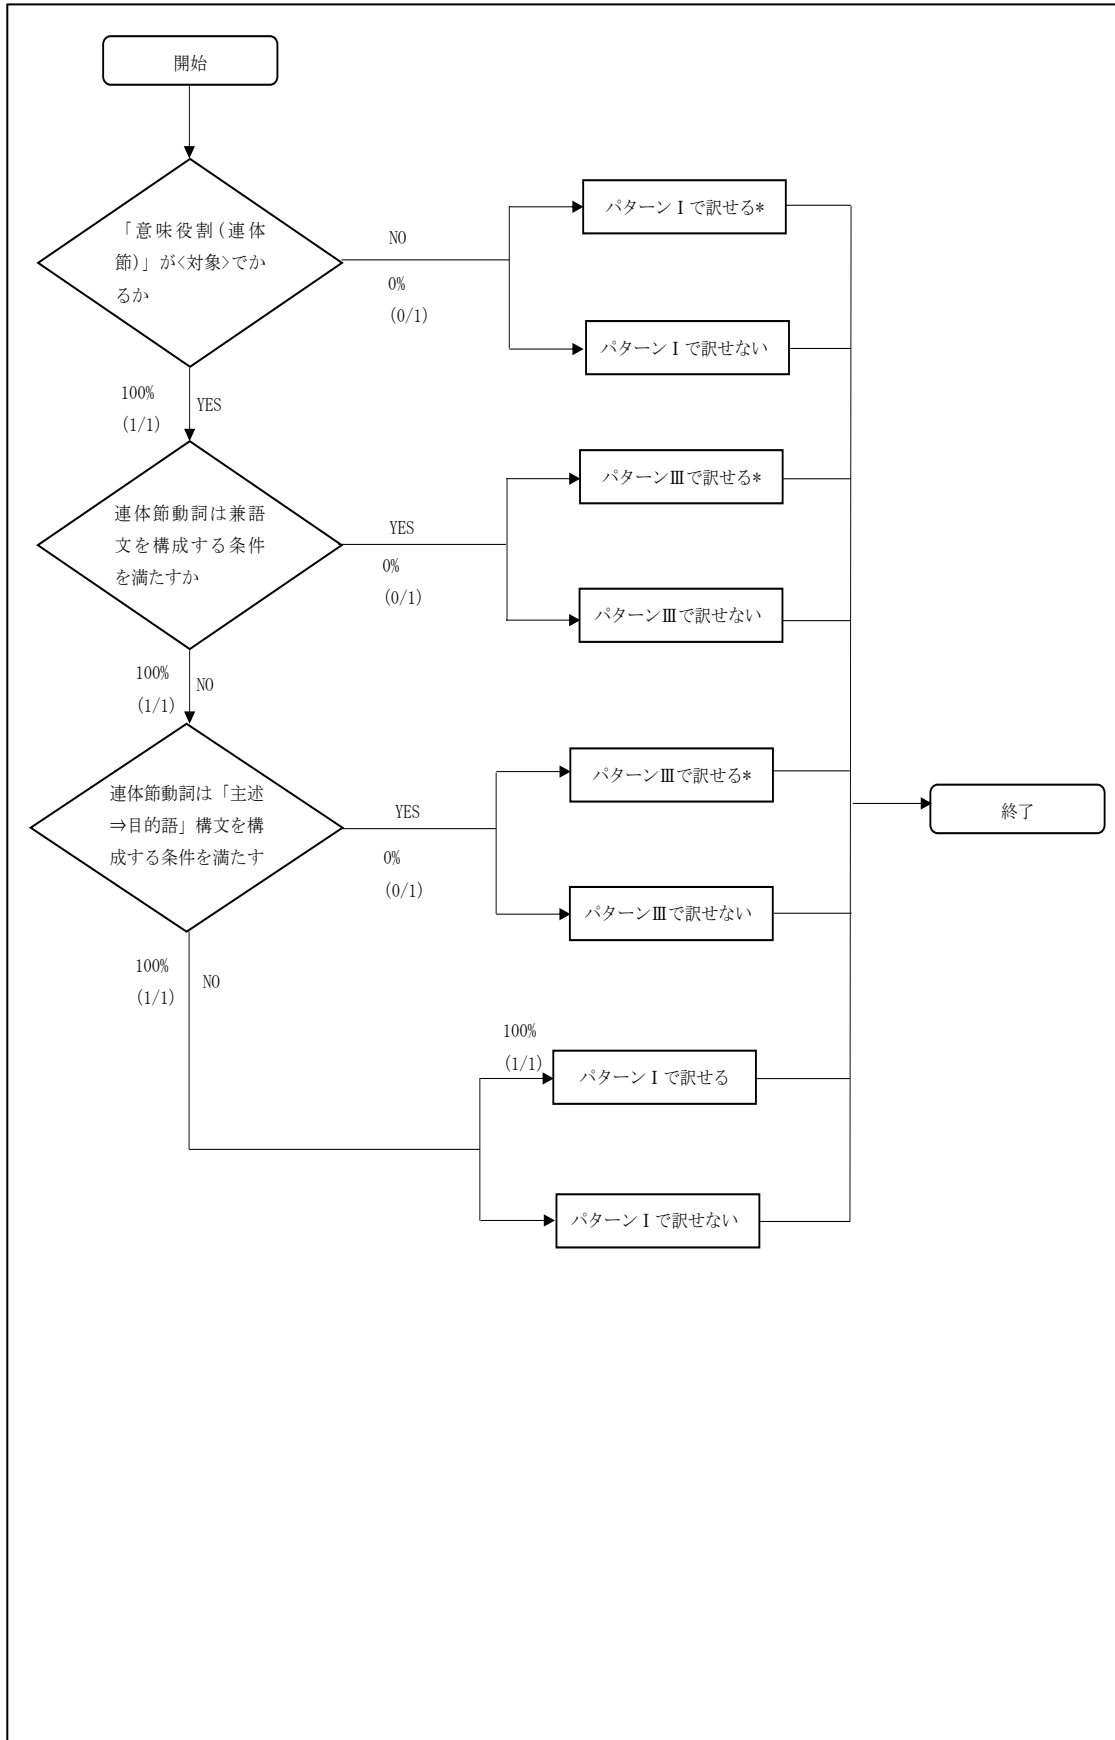 開始
「意味役割(連体
節)」が<対象>でか
るか
NO
0%
(0/1)
パターンⅠで訳せる*
パターンⅠで訳せない
100%
(1/1)
YES
連体節動詞は兼語
文を構成する条件
を満たすか
YES
0%
(0/1)
パターンⅢで訳せる*
パターンⅢで訳せない
100%
(1/1)
NO
連体節動詞は「主述
⇒目的語」構文を構
成する条件を満たす
YES
0%
(0/1)
パターンⅢで訳せる*
パターンⅢで訳せない
終了
100%
(1/1)
NO
100%
(1/1)
パターンⅠで訳せる
パターンⅠで訳せない